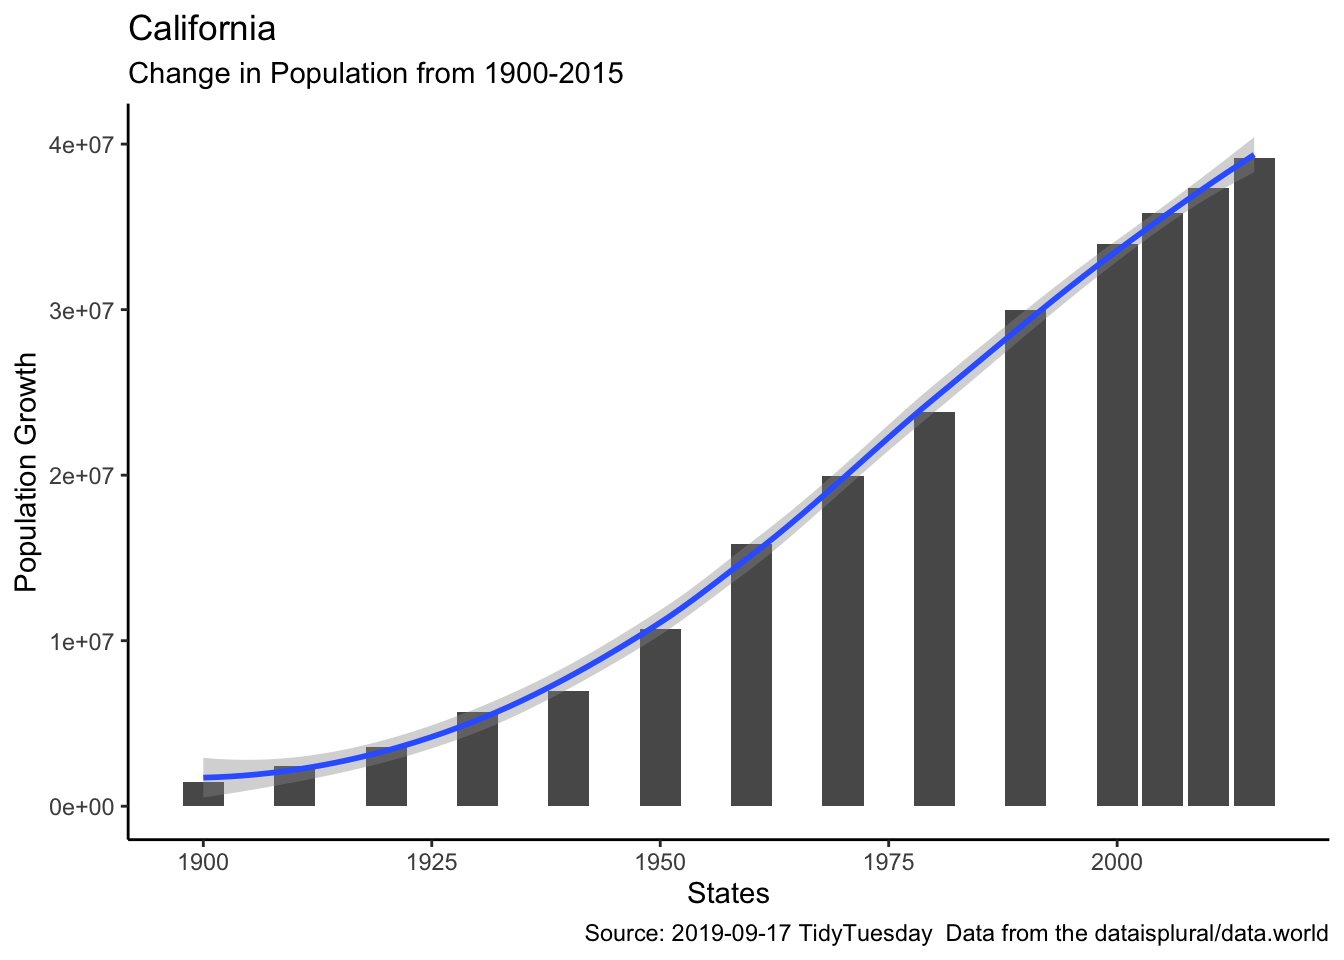 California
Change in Population from 1900-2015
Population Growth
4e+07
3e+07
2e+07
1e+07
0e+00
1900 1925 1950 1975 2000
States
Source: 2019-09-17 TidyTuesday  Data from the dataisplural/data.world